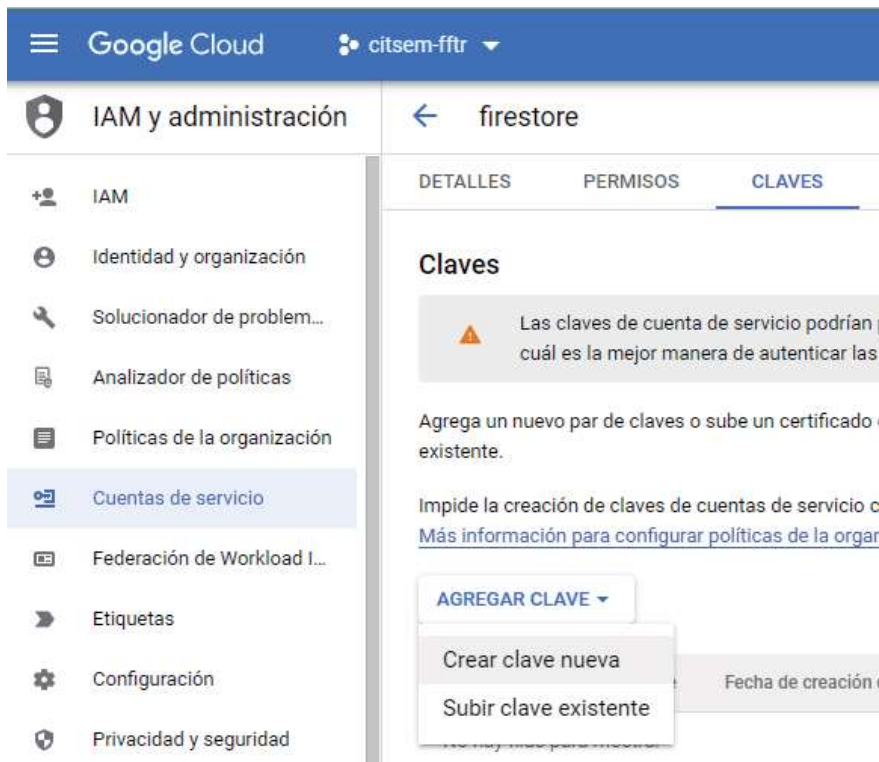 Google Cloud
citsem-fftr
IAM y administración
IAM
Identidad y organización
Solucionador de problem...
Analizador de políticas
Políticas de la organización
Cuentas de servicio
Federación de Workload I...
Etiquetas
Configuración
Privacidad y seguridad
firestore
DETALLES PERMISOS CLAVES
Claves
Las claves de cuenta de servicio podrían
cuál es la mejor manera de autenticar las
Agrega un nuevo par de claves o sube un certificado
existente.
Impide la creación de claves de cuentas de servicio
Más información para configurar políticas de la
AGREGAR CLAVE
Crear clave nueva
Subir clave existente
Fecha de creación